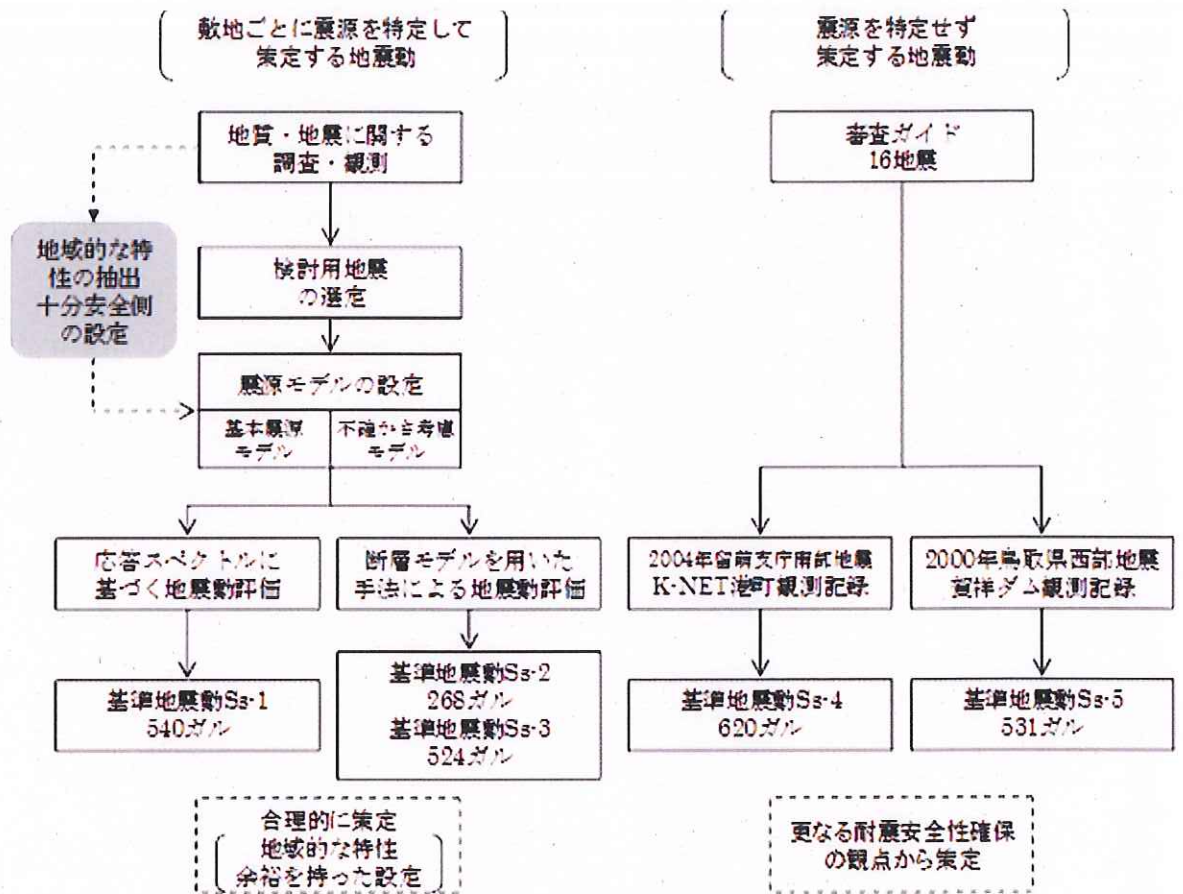 敷地ごとに震源を特定して
策定する地震動
地質・地震に関する
調査・観測
地域的な特
性の抽出
十分安全側
の設定
検討用地震
の選定
震源モデルの設定
基本震源
モデル
不確かさ考慮
モデル
応答スペクトルに
基づく地震動評価
断層モデルを用いた
手法による地震動評価
基準地震動Ss-1
540ガル
基準地震動Ss-2
268ガル
基準地震動Ss-3
524ガル
合理的に策定
地域的な特性
余裕を持った設定
震源を特定せず
策定する地震動
審査ガイド
16地震
2004年留萌支庁南部地震
K-NET港町観測記録
2000年鳥取県西部地震
賀祥ダム観測記録
基準地震動Ss-4
620ガル
基準地震動Ss-5
531ガル
更なる耐震安全性確保
の観点から策定